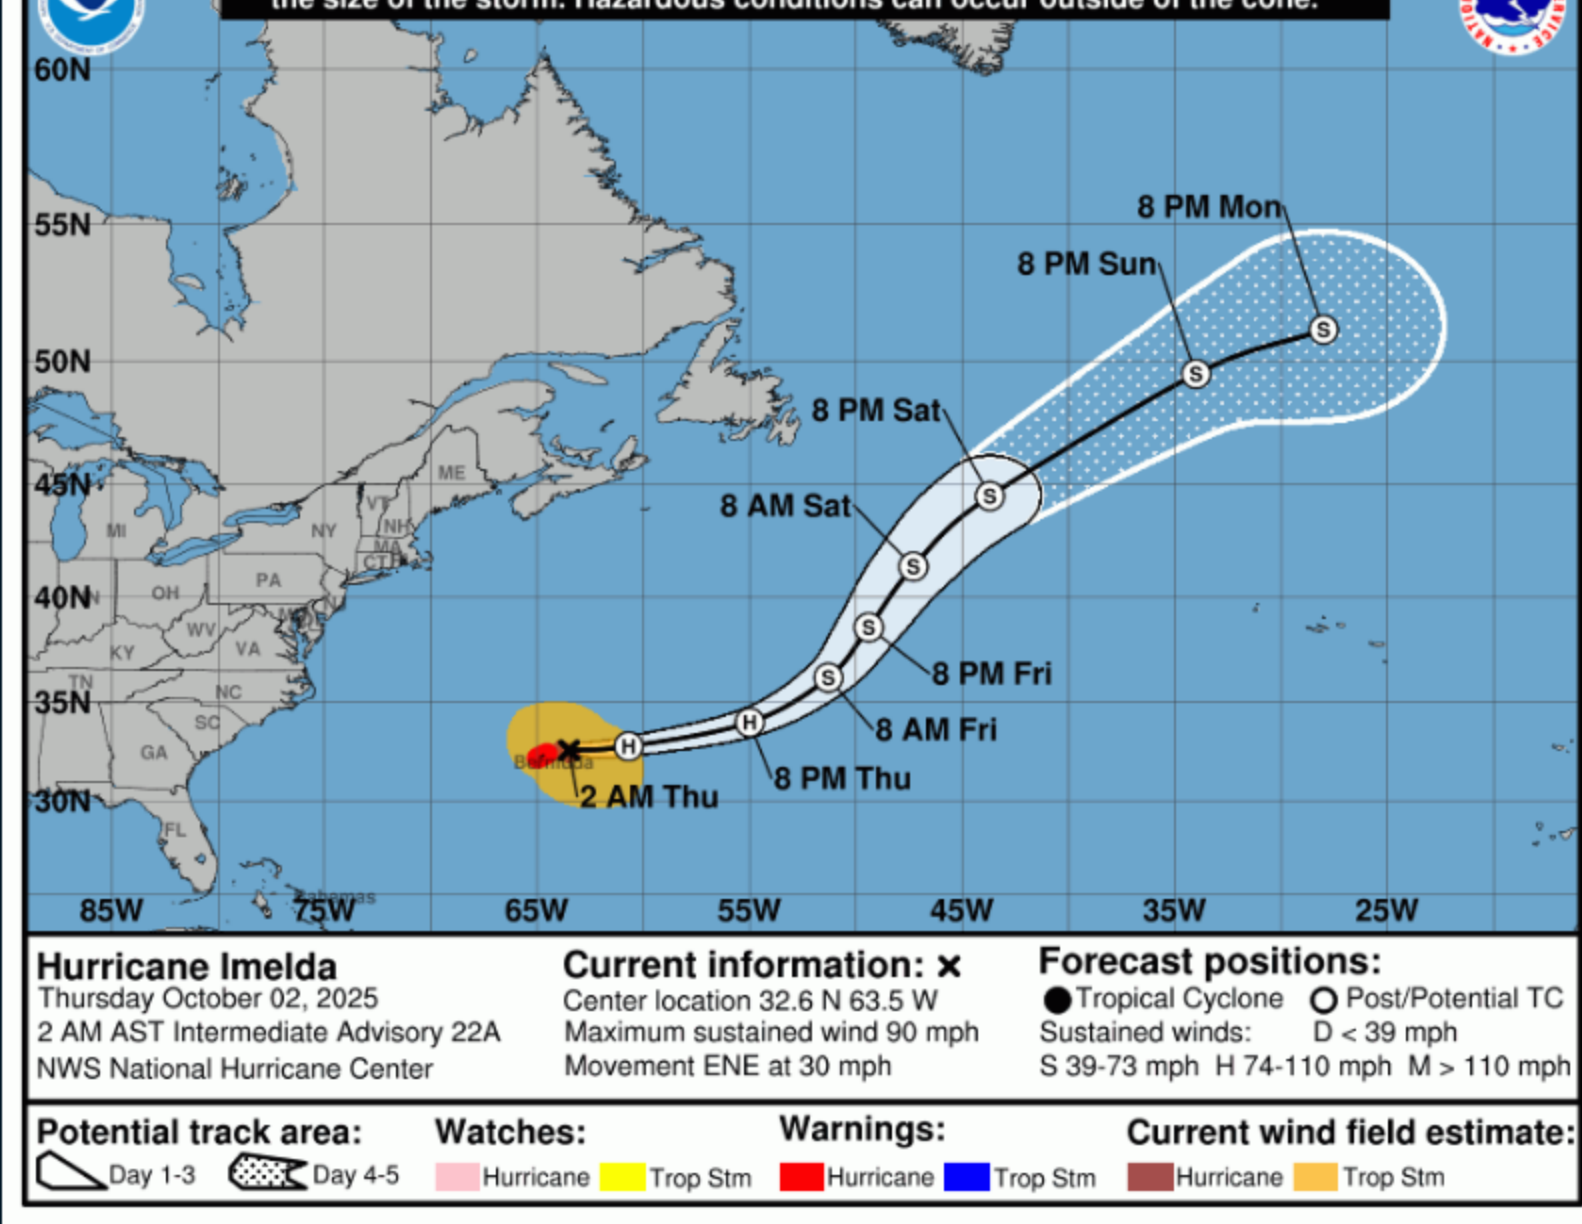 the size of the storm. Hazardous conditions can occur outside of the cone.
60N
55N
8 PM Mon
8 PM Sun
50N
8 PM Sat
ME
45N
8 AM Sat
VT
MI
NY
NH
MA
CT
PA
OH
40N
WV
8 PM Fri
VA
KY
TN
NC
35N
SC
8 AM Fri
GA
Bermuda
8 PM Thu
2 AM Thu
30N
FL
Bahamas
85W 75W 65W 55W 45W 35W 25W
S
S
S
S
S
S
H
H
Hurricane Imelda
Thursday October 02, 2025
2 AM AST Intermediate Advisory 22A
NWS National Hurricane Center
Current information: ×
Center location 32.6 N 63.5 W
Maximum sustained wind 90 mph
Movement ENE at 30 mph
Forecast positions:
Tropical Cyclone Post/Potential TC
Sustained winds: D < 39 mph
S 39-73 mph H 74-110 mph M > 110 mph
Potential track area:
Day 1-3 Day 4-5
Watches:
Hurricane Trop Stm
Warnings:
Hurricane Trop Stm
Current wind field estimate:
Hurricane Trop Stm